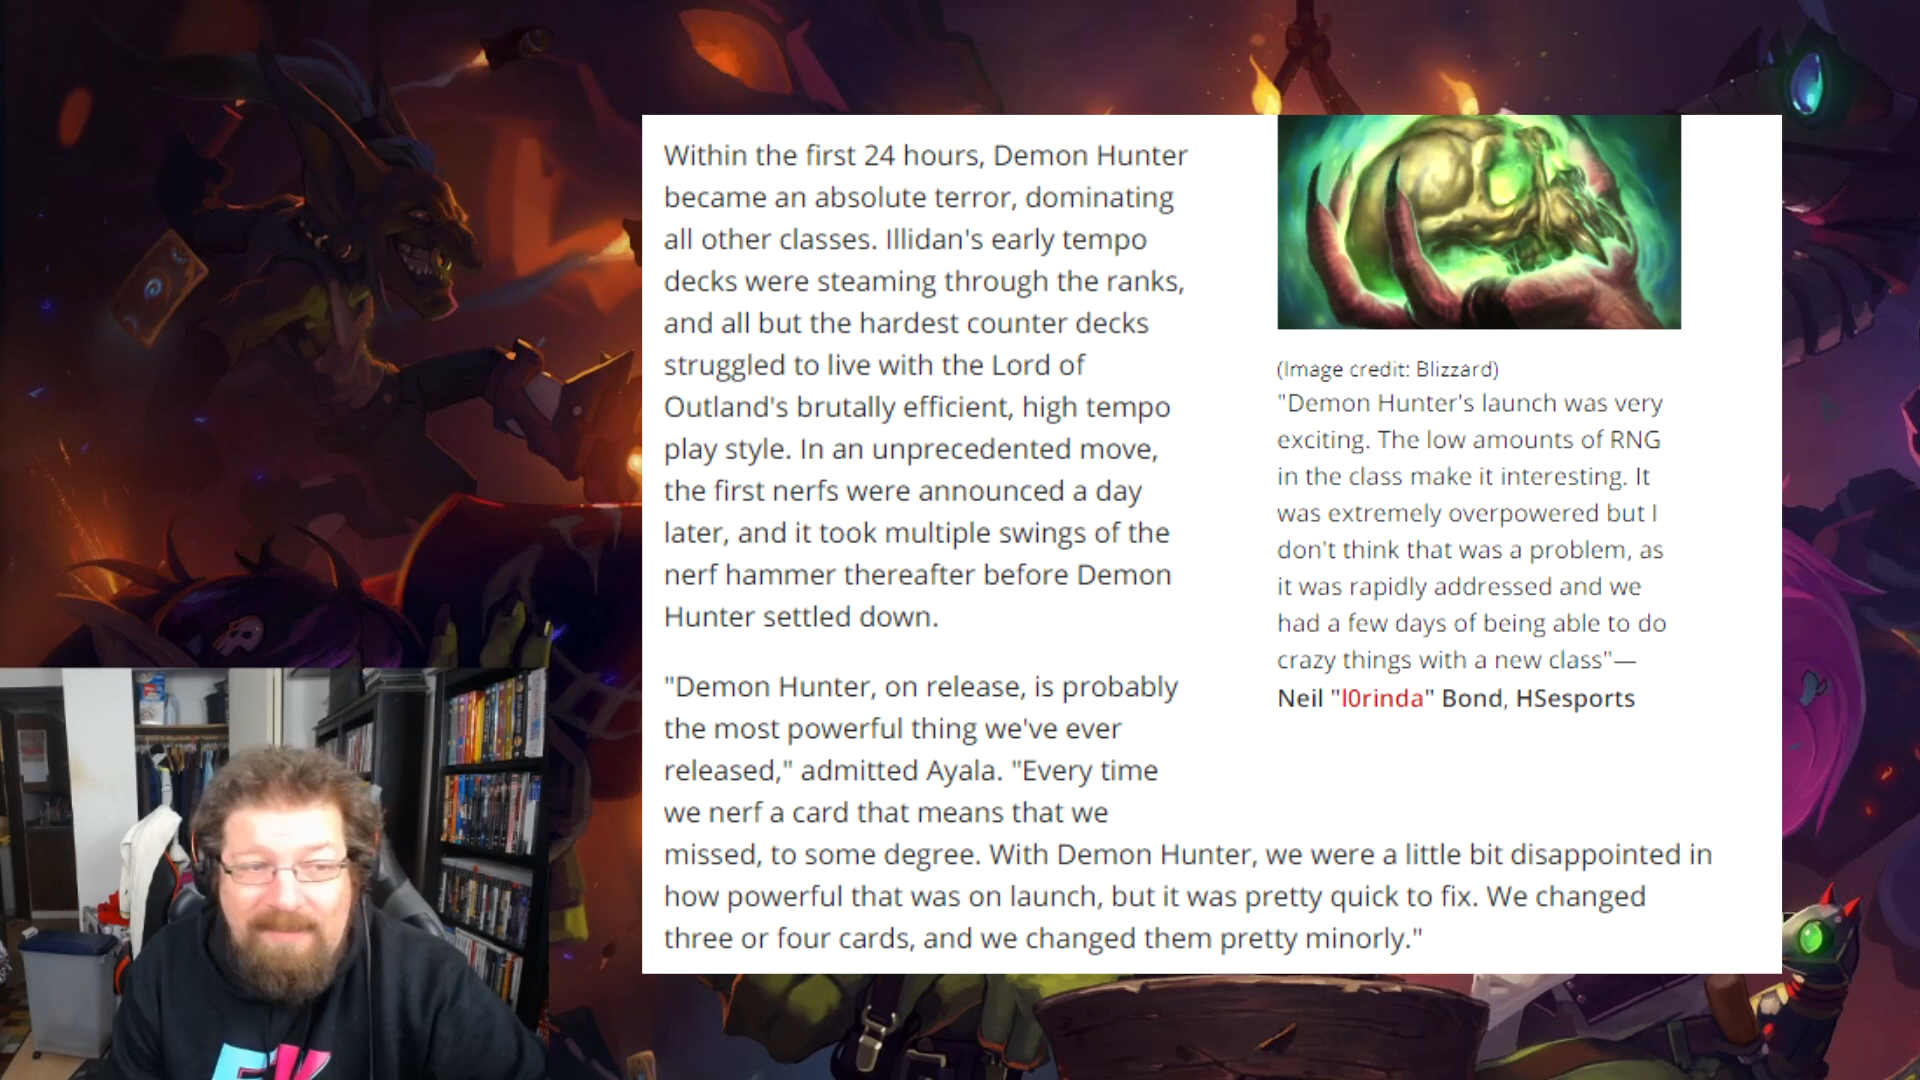 Within the first 24 hours, Demon Hunter
became an absolute terror, dominating
all other classes. Illidan's early tempo
decks were steaming through the ranks,
and all but the hardest counter decks
struggled to live with the Lord of
Outland's brutally efficient, high tempo
play style. In an unprecedented move,
the first nerfs were announced a day
later, and it took multiple swings of the
nerf hammer thereafter before Demon
Hunter settled down.
"Demon Hunter, on release, is probably
the most powerful thing we've ever
released," admitted Ayala. "Every time
we nerf a card that means that we
missed, to some degree. With Demon Hunter, we were a little bit disappointed in
how powerful that was on launch, but it was pretty quick to fix. We changed
three or four cards, and we changed them pretty minorly."
(Image credit: Blizzard)
"Demon Hunter's launch was very
exciting. The low amounts of RNG
in the class make it interesting. It
was extremely overpowered but I
don't think that was a problem, as
it was rapidly addressed and we
had a few days of being able to do
crazy things with a new class"—
Neil "l0rinda" Bond, HSesports